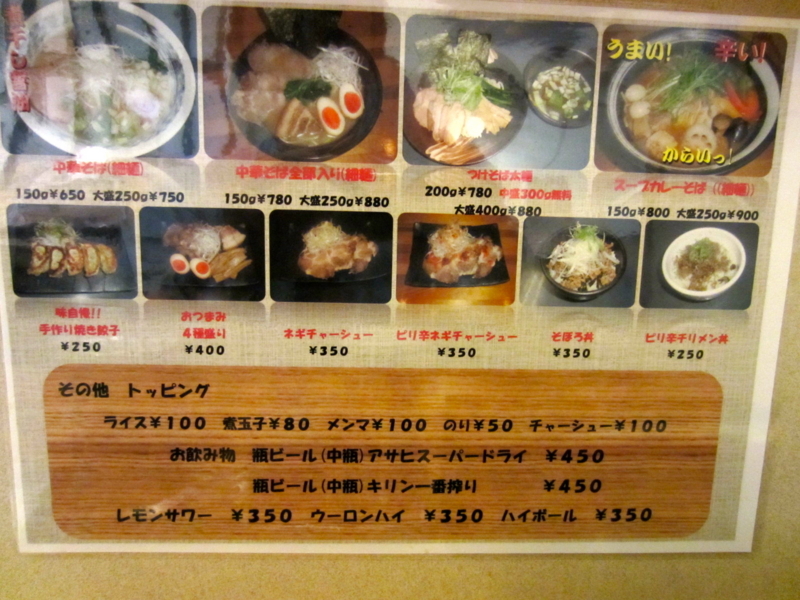 うまい! 辛い!
からいっ!
中華そば(細麺)
150g¥650 大盛250g¥750
中華そば全部入り(細麺)
150g¥780 大盛250g¥880
つけそば太麺
200g¥780 中盛300g無料
大盛400g¥880
スープカレーそば((細麺))
150g¥800 大盛250g¥900
味自慢!!
手作り焼き餃子
¥250
おつまみ
4種盛り
¥400
ネギチャーシュー
¥350
ピリ辛ネギチャーシュー
¥350
そぼろ丼
¥350
ピリ辛チリメン丼
¥250
その他 トッピング
ライス¥100 煮玉子¥80 メンマ¥100 のり¥50 チャーシュー¥100
お飲み物 瓶ビール(中瓶)アサヒスーパードライ ¥450
瓶ビール(中瓶)キリン一番搾り ¥450
レモンサワー ¥350 ウーロンハイ ¥350 ハイボール ¥350